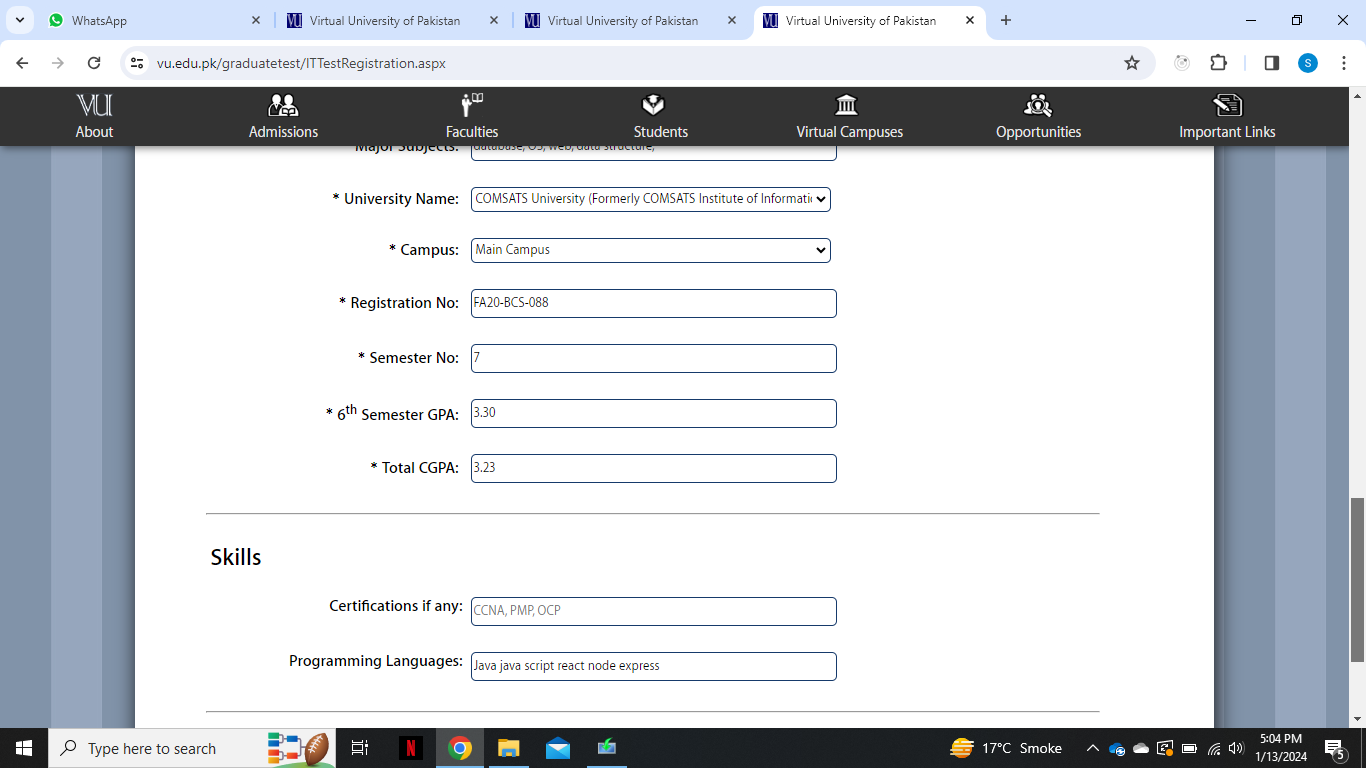 WhatsApp
Virtual University of Pakistan
Virtual University of Pakistan
Virtual University of Pakistan
vu.edu.pk/graduatetest/ITTestRegistration.aspx
S
VU
About
Admissions
Faculties
Students
Virtual Campuses
Opportunities
Important Links
Major Subjects: database, OS, web, data structure,
* University Name: COMSATS University (Formerly COMSATS Institute of Informati
* Campus: Main Campus
* Registration No: FA20-BCS-088
* Semester No: 7
* 6th Semester GPA: 3.30
* Total CGPA: 3.23
Skills
Certifications if any: CCNA, PMP, OCP
Programming Languages: Java java script react node express
Type here to search
N
17°C Smoke
5:04 PM
1/13/2024
5